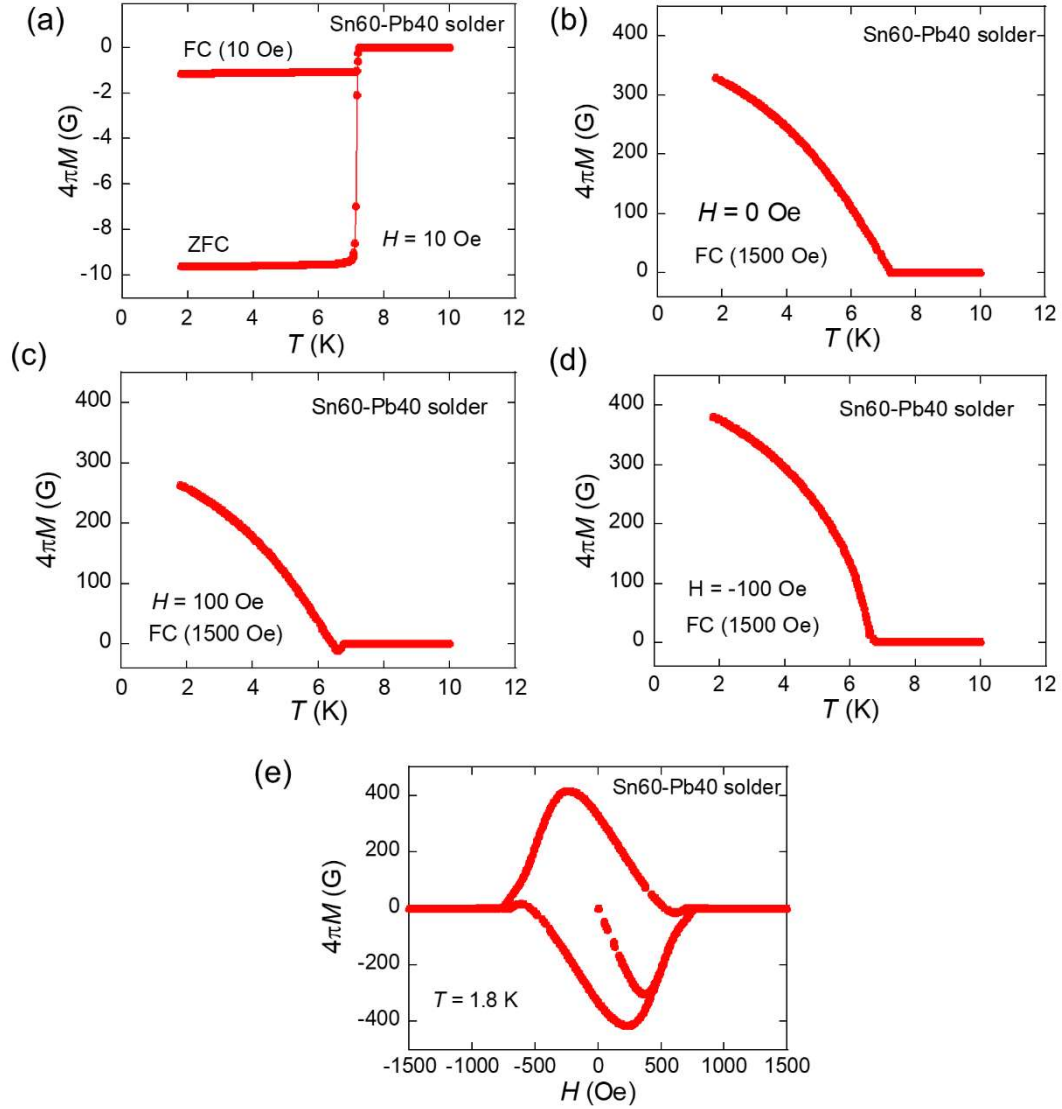 (a)
Sn60-Pb40 solder
FC (10 Oe)
ZFC
H = 10 Oe
0
-2
-4
-6
-8
-10
4πM (G)
0 2 4 6 8 10 12
T (K)
(b)
Sn60-Pb40 solder
H = 0 Oe
FC (1500 Oe)
400
300
200
100
0
4πM (G)
0 2 4 6 8 10 12
T (K)
(c)
Sn60-Pb40 solder
H = 100 Oe
FC (1500 Oe)
400
300
200
100
0
4πM (G)
0 2 4 6 8 10 12
T (K)
(d)
Sn60-Pb40 solder
H = -100 Oe
FC (1500 Oe)
400
300
200
100
0
4πM (G)
0 2 4 6 8 10 12
T (K)
(e)
Sn60-Pb40 solder
T = 1.8 K
400
200
0
-200
-400
4πM (G)
-1500 -1000 -500 0 500 1000 1500
H (Oe)